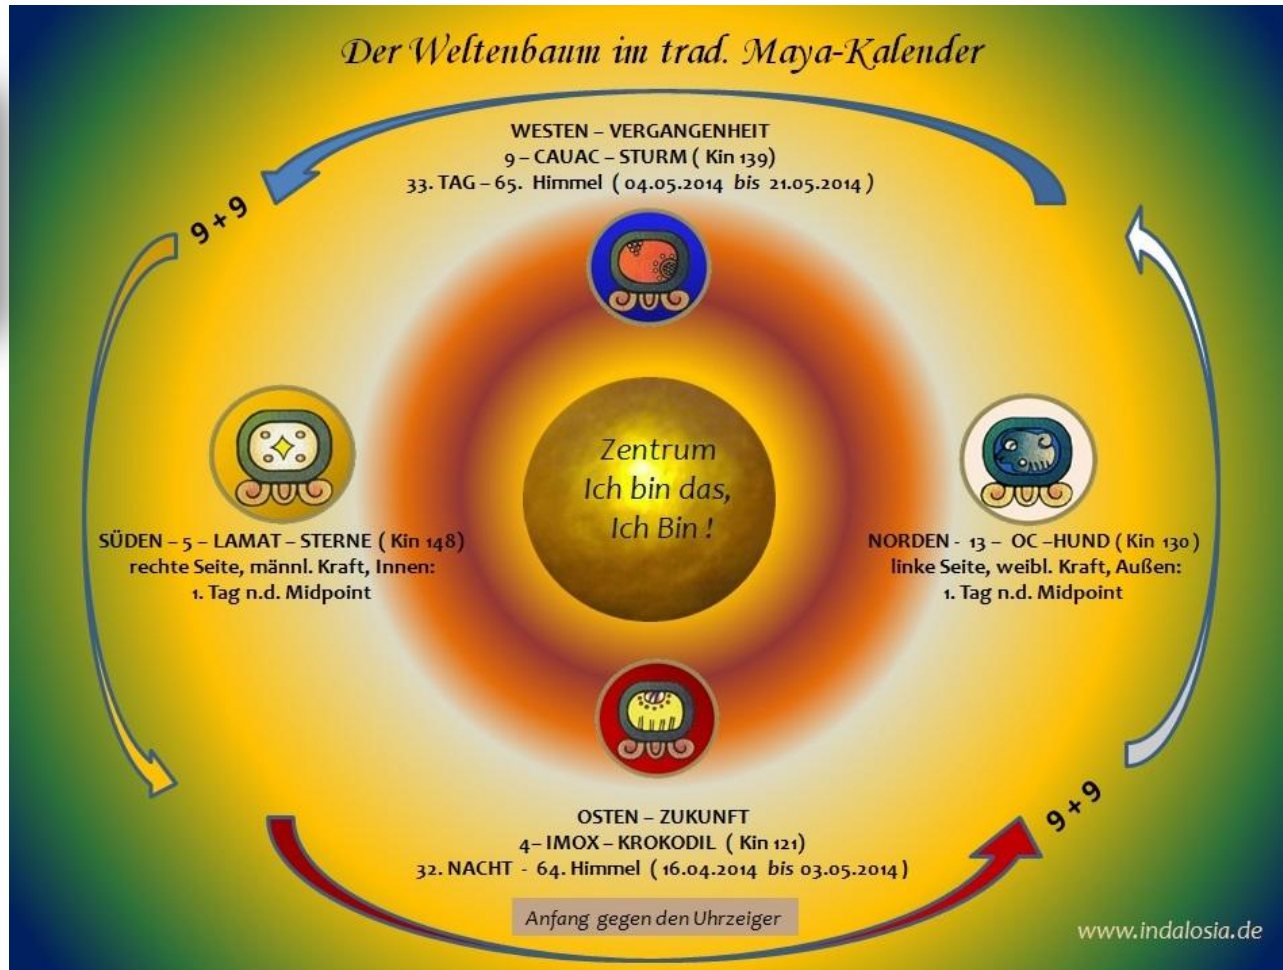 Der Weltenbaum im trad. Maya-Kalender
WESTEN – VERGANGENHEIT
9 – CAUAC – STURM ( Kin 139)
33. TAG – 65. Himmel ( 04.05.2014 bis 21.05.2014 )
9 + 9
Zentrum
Ich bin das,
Ich Bin !
SÜDEN – 5 – LAMAT – STERNE ( Kin 148)
rechte Seite, männl. Kraft, Innen:
1. Tag n.d. Midpoint
NORDEN - 13 – OC –HUND ( Kin 130 )
linke Seite, weibl. Kraft, Außen:
1. Tag n.d. Midpoint
9 + 9
OSTEN – ZUKUNFT
4– IMOX – KROKODIL ( Kin 121)
32. NACHT - 64. Himmel ( 16.04.2014 bis 03.05.2014 )
Anfang gegen den Uhrzeiger
www.indalosia.de